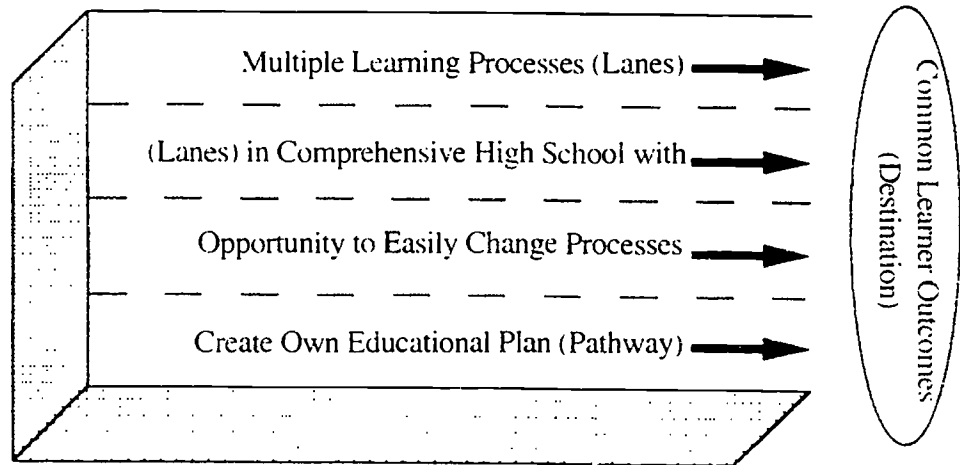 Multiple Learning Processes (Lanes)
(Lanes) in Comprehensive High School with
Opportunity to Easily Change Processes
Create Own Educational Plan (Pathway)
Common Learner Outcomes
(Destination)